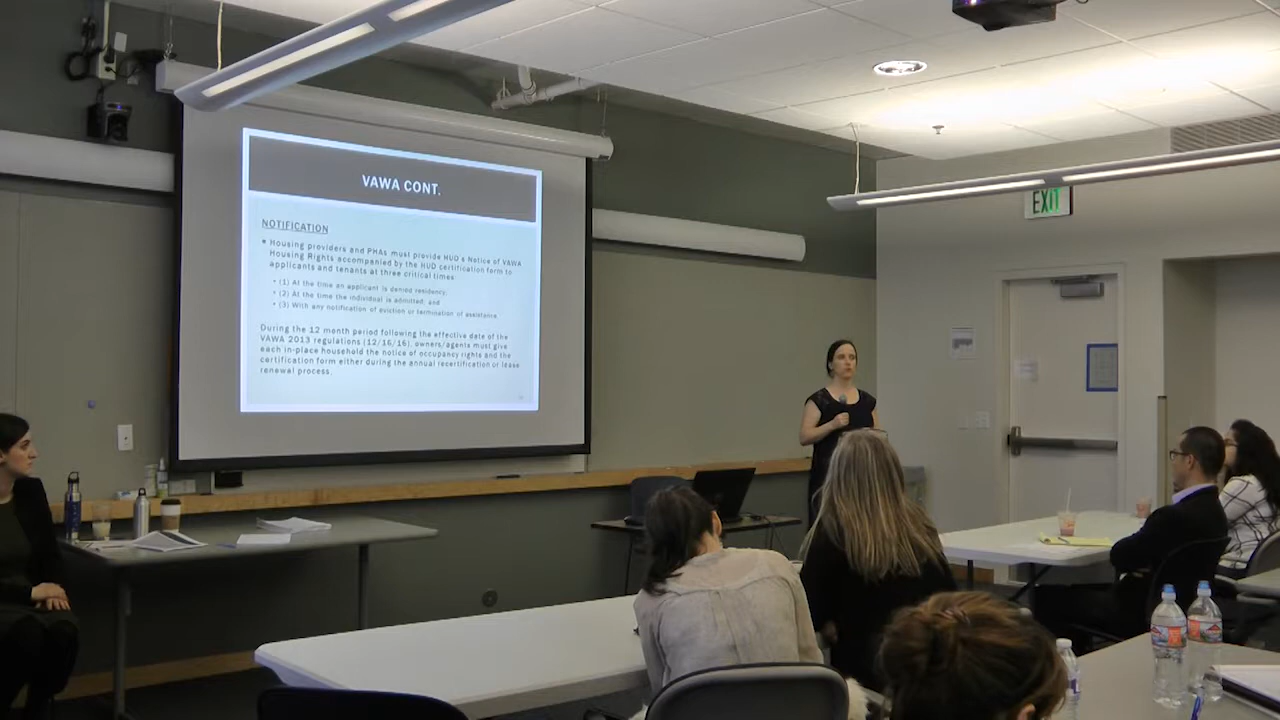 VAWA CONT.
NOTIFICATION
Housing providers and PHAs must provide HUD's Notice of VAWA
Housing Rights accompanied by the HUD certification form to
applicants and tenants at three critical times
(1) At the time an applicant is denied residency;
(2) At the time the individual is admitted; and
(3) With any notification of eviction or termination of assistance
During the 12 month period following the effective date of the
VAWA 2013 regulations (12/16/16), owners/agents must give
each in-place household the notice of occupancy rights and the
certification form either during the annual recertification or lease
renewal process.
EXIT